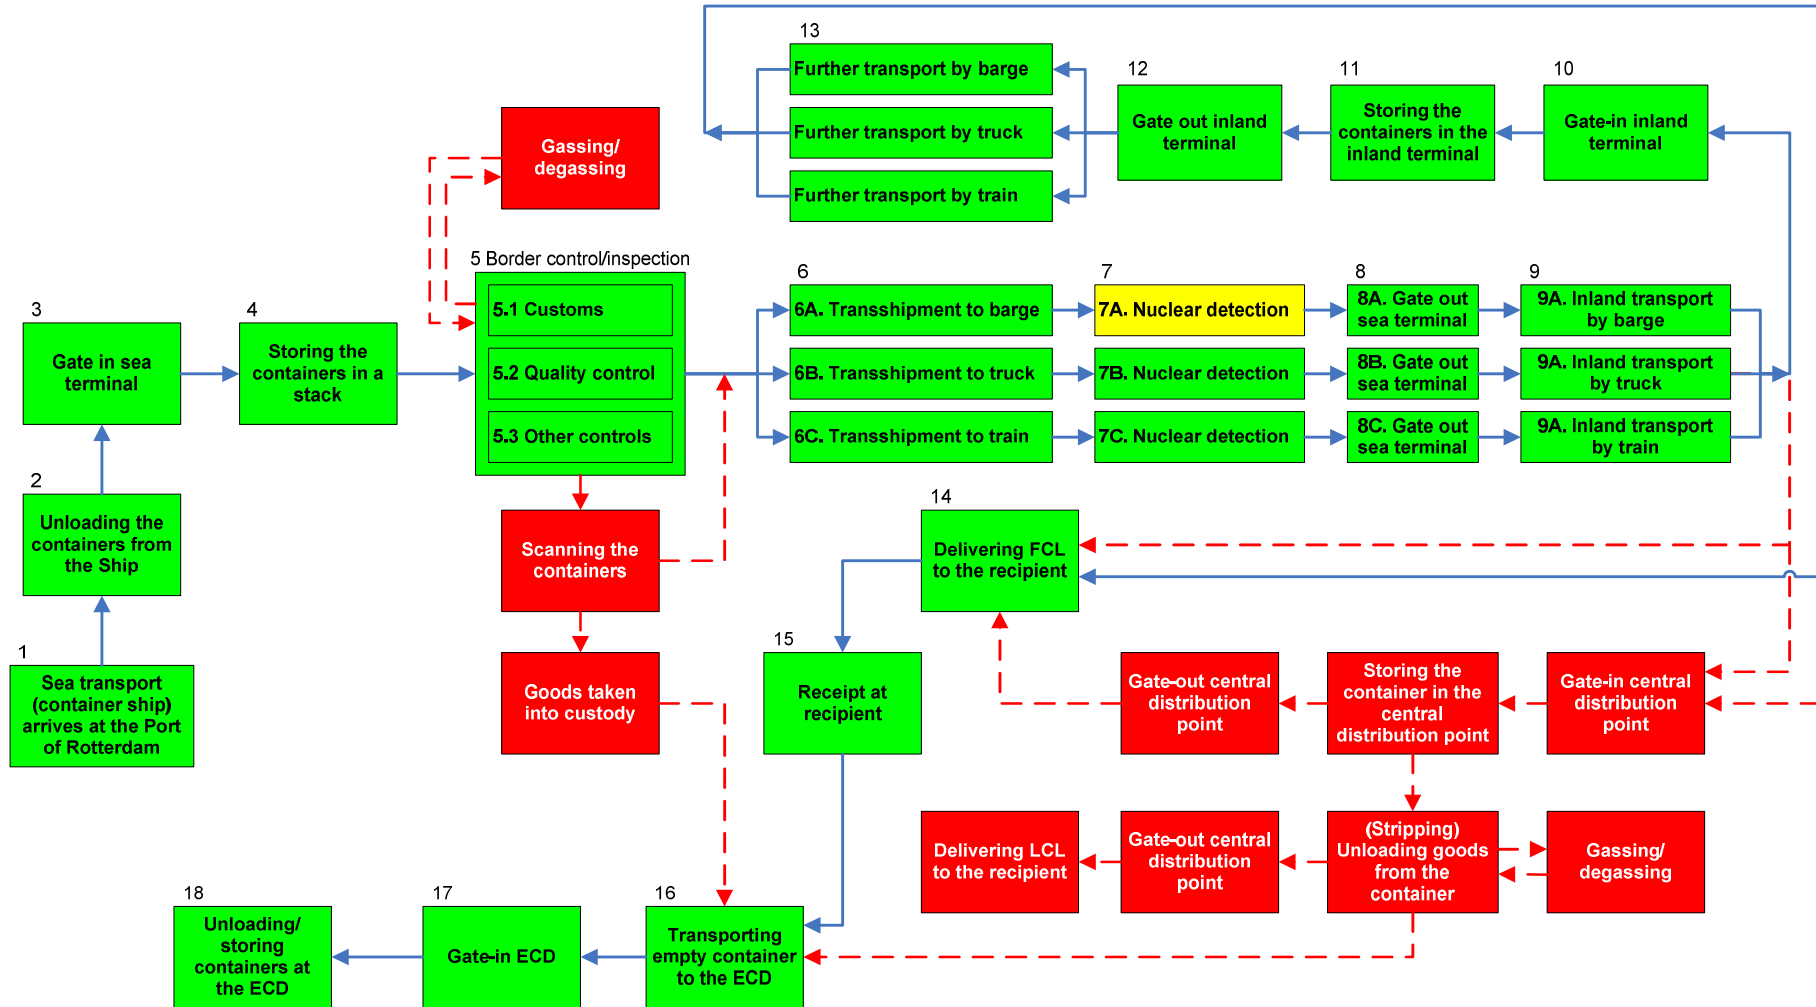 13
Further transport by barge
Further transport by truck
Further transport by train
12
Gate out inland
terminal
11
Storing the
containers in the
inland terminal
10
Gate-in inland
terminal
Gassing/
degassing
5 Border control/inspection
5.1 Customs
5.2 Quality control
5.3 Other controls
3
Gate in sea
terminal
4
Storing the
containers in a
stack
6
6A. Transshipment to barge
6B. Transshipment to truck
6C. Transshipment to train
7
7A. Nuclear detection
7B. Nuclear detection
7C. Nuclear detection
8
8A. Gate out
sea terminal
8B. Gate out
sea terminal
8C. Gate out
sea terminal
9
9A. Inland transport
by barge
9A. Inland transport
by truck
9A. Inland transport
by train
2
Unloading the
containers from
the Ship
Scanning the
containers
14
Delivering FCL
to the recipient
1
Sea transport
(container ship)
arrives at the Port
of Rotterdam
Goods taken
into custody
15
Receipt at
recipient
Gate-out central
distribution
point
Storing the
container in the
central
distribution point
Gate-in central
distribution
point
Delivering LCL
to the recipient
Gate-out central
distribution
point
(Stripping)
Unloading goods
from the
container
Gassing/
degassing
18
Unloading/
storing
containers at
the ECD
17
Gate-in ECD
16
Transporting
empty container
to the ECD